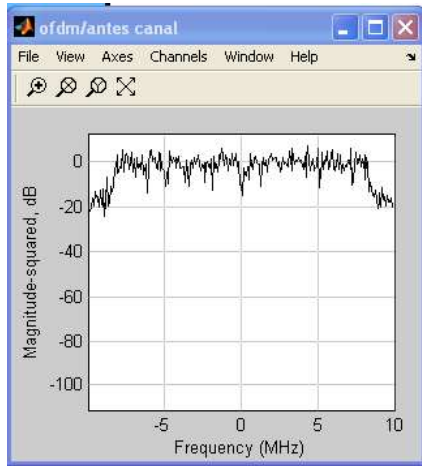 ofdm/antes canal
File View Axes Channels Window Help
0
-20
-40
-60
-80
-100
Magnitude-squared, dB
-5 0 5 10
Frequency (MHz)